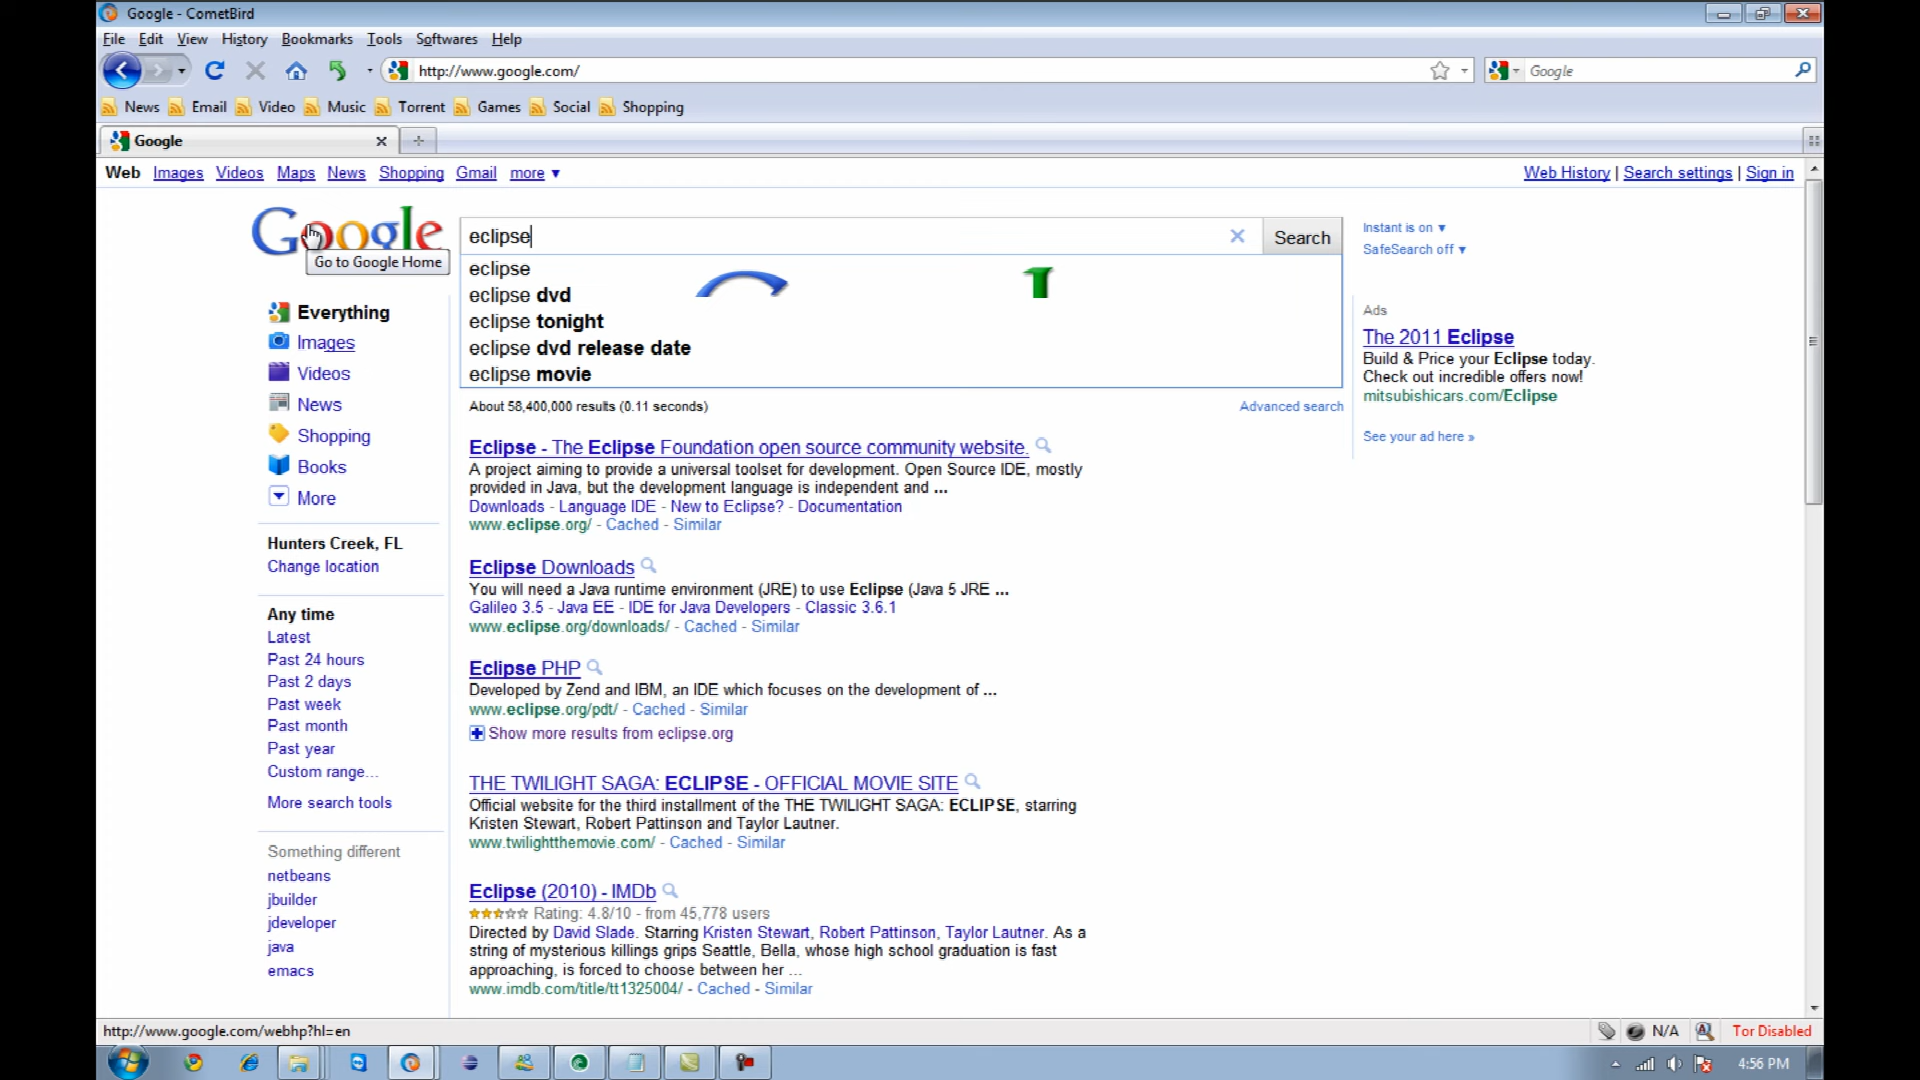 Google - CometBird
File Edit View History Bookmarks Tools Softwares Help
http://www.google.com/
Google
News Email Video Music Torrent Games Social Shopping
Google
Web Images Videos Maps News Shopping Gmail more ▼
Web History | Search settings | Sign in
Google
Go to Google Home
eclipse
Search
Instant is on ▼
SafeSearch off ▼
eclipse
eclipse dvd
eclipse tonight
eclipse dvd release date
eclipse movie
About 58,400,000 results (0.11 seconds)
Advanced search
Everything
Images
Videos
News
Shopping
Books
More
Hunters Creek, FL
Change location
Any time
Latest
Past 24 hours
Past 2 days
Past week
Past month
Past year
Custom range...
More search tools
Something different
netbeans
jbuilder
jdeveloper
java
emacs
Eclipse - The Eclipse Foundation open source community website.
A project aiming to provide a universal toolset for development. Open Source IDE, mostly
provided in Java, but the development language is independent and ...
Downloads - Language IDE - New to Eclipse? - Documentation
www.eclipse.org/ - Cached - Similar
Eclipse Downloads
You will need a Java runtime environment (JRE) to use Eclipse (Java 5 JRE ...
Galileo 3.5 - Java EE - IDE for Java Developers - Classic 3.6.1
www.eclipse.org/downloads/ - Cached - Similar
Eclipse PHP
Developed by Zend and IBM, an IDE which focuses on the development of ...
www.eclipse.org/pdt/ - Cached - Similar
Show more results from eclipse.org
THE TWILIGHT SAGA: ECLIPSE - OFFICIAL MOVIE SITE
Official website for the third installment of the THE TWILIGHT SAGA: ECLIPSE, starring
Kristen Stewart, Robert Pattinson and Taylor Lautner.
www.twilightthemovie.com/ - Cached - Similar
Eclipse (2010) - IMDb
Rating: 4.8/10 - from 45,778 users
Directed by David Slade. Starring Kristen Stewart, Robert Pattinson, Taylor Lautner. As a
string of mysterious killings grips Seattle, Bella, whose high school graduation is fast
approaching, is forced to choose between her ...
www.imdb.com/title/tt1325004/ - Cached - Similar
Ads
The 2011 Eclipse
Build & Price your Eclipse today.
Check out incredible offers now!
mitsubishicars.com/Eclipse
See your ad here »
http://www.google.com/webhp?hl=en
N/A
Tor Disabled
4:56 PM